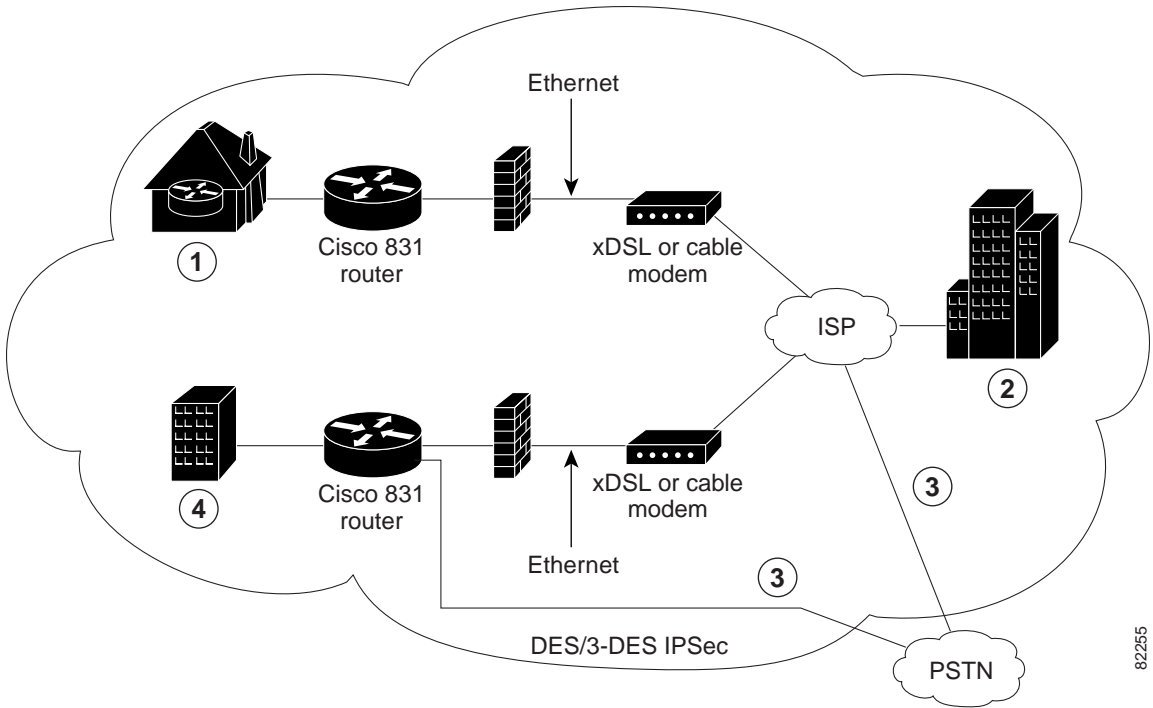 Ethernet
1
Cisco 831
router
xDSL or cable
modem
ISP
2
4
Cisco 831
router
xDSL or cable
modem
3
Ethernet
3
DES/3-DES IPSec
PSTN
82255